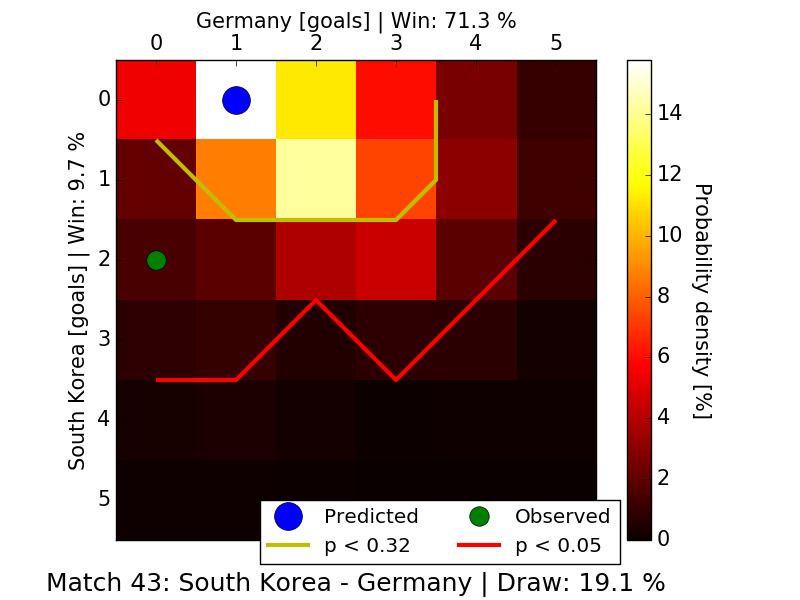 Germany [goals] | Win: 71.3 %
0 1 2 3 4 5
South Korea [goals] | Win: 9.7 %
0
1
2
3
4
5
14
12
10
8
6
4
2
0
Probability density [%]
Predicted Observed
p < 0.32 p < 0.05
Match 43: South Korea - Germany | Draw: 19.1 %